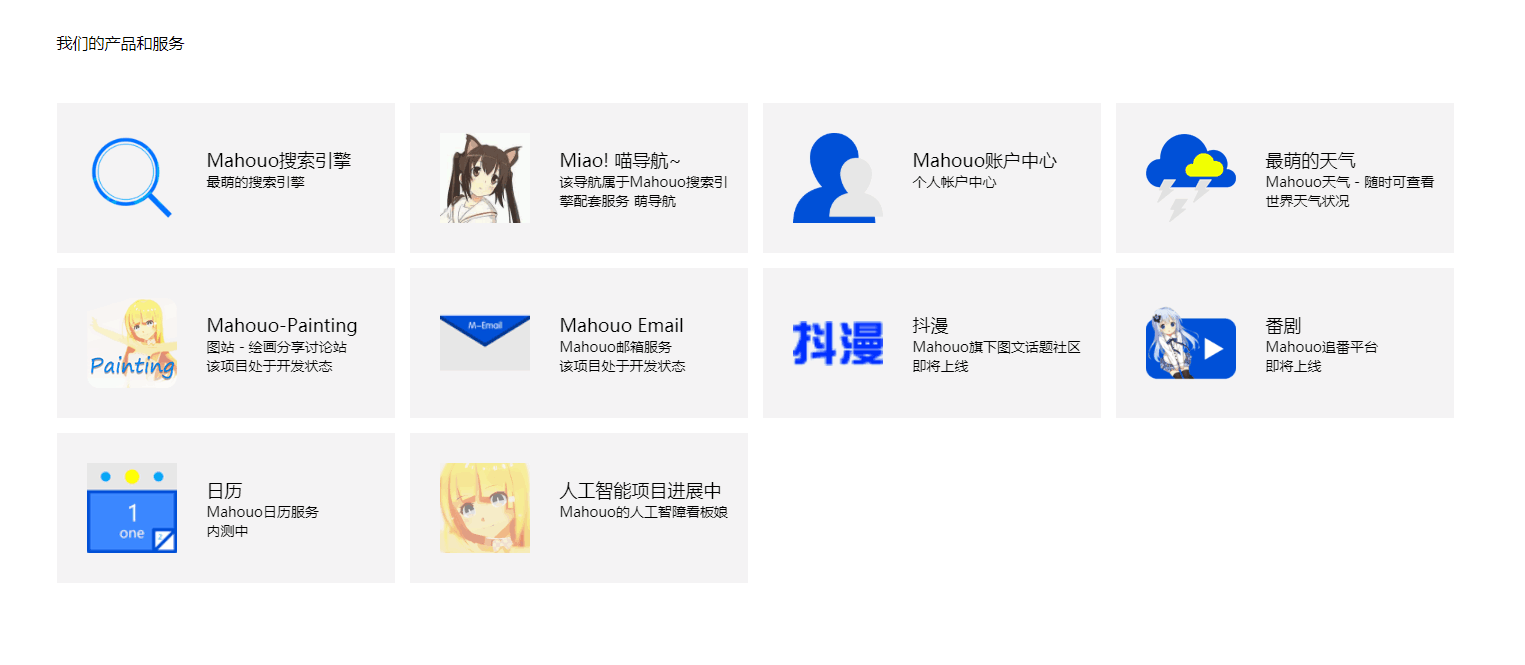 我们的产品和服务
Mahouo搜索引擎
最萌的搜索引擎
Miao! 喵导航~
该导航属于Mahouo搜索引
擎配套服务 萌导航
Mahouo账户中心
个人帐户中心
最萌的天气
Mahouo天气 - 随时可查看
世界天气状况
Painting
Mahouo-Painting
图站 - 绘画分享讨论站
该项目处于开发状态
M-Email
Mahouo Email
Mahouo邮箱服务
该项目处于开发状态
抖漫
抖漫
Mahouo旗下图文话题社区
即将上线
番剧
Mahouo追番平台
即将上线
1
one
日历
Mahouo日历服务
内测中
人工智能项目进展中
Mahouo的人工智障看板娘